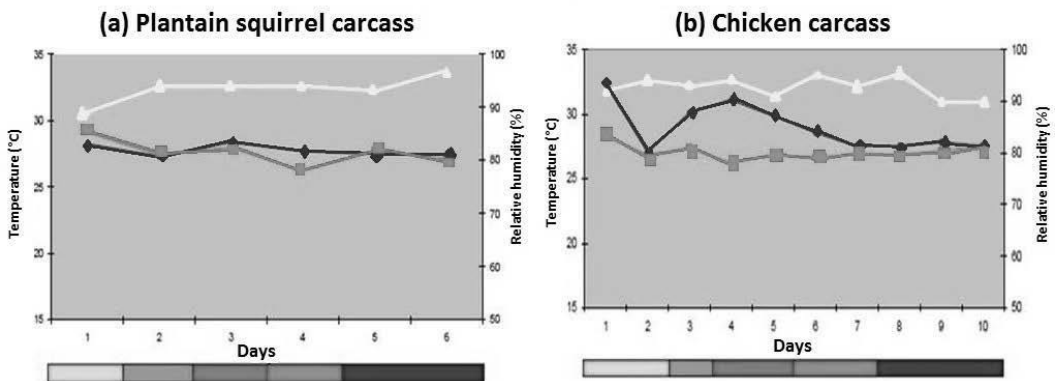 (a) Plantain squirrel carcass
35
30
25
20
15
Temperature (°C)
100
90
80
70
60
50
Relative humidity (%)
1 2 3 4 5 6
Days
(b) Chicken carcass
35
30
25
20
15
Temperature (°C)
100
90
80
70
60
50
Relative humidity (%)
1 2 3 4 5 6 7 8 9 10
Days